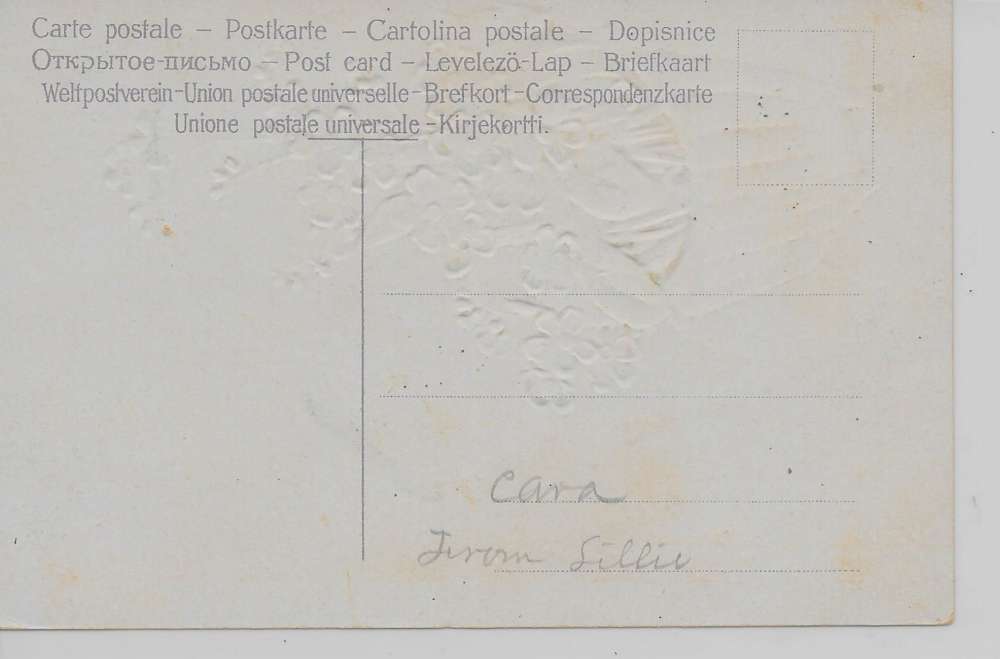 Carte postale – Postkarte – Cartolina postale – Dopisnice
Открытое-письмо – Post card – Levelezö-Lap – Briefkaart
Weltpostverein-Union postale universelle-Brefkort-Correspondenzkarte
Unione postale universale-Kirjekortti.
Cara
From Lillie